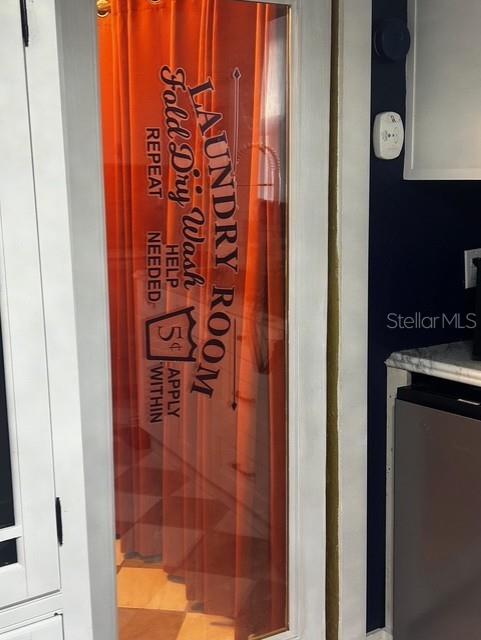 LAUNDRY ROOM
Fold Dry Wash
REPEAT
HELP
NEEDED
5¢
APPLY
WITHIN
StellarMLS